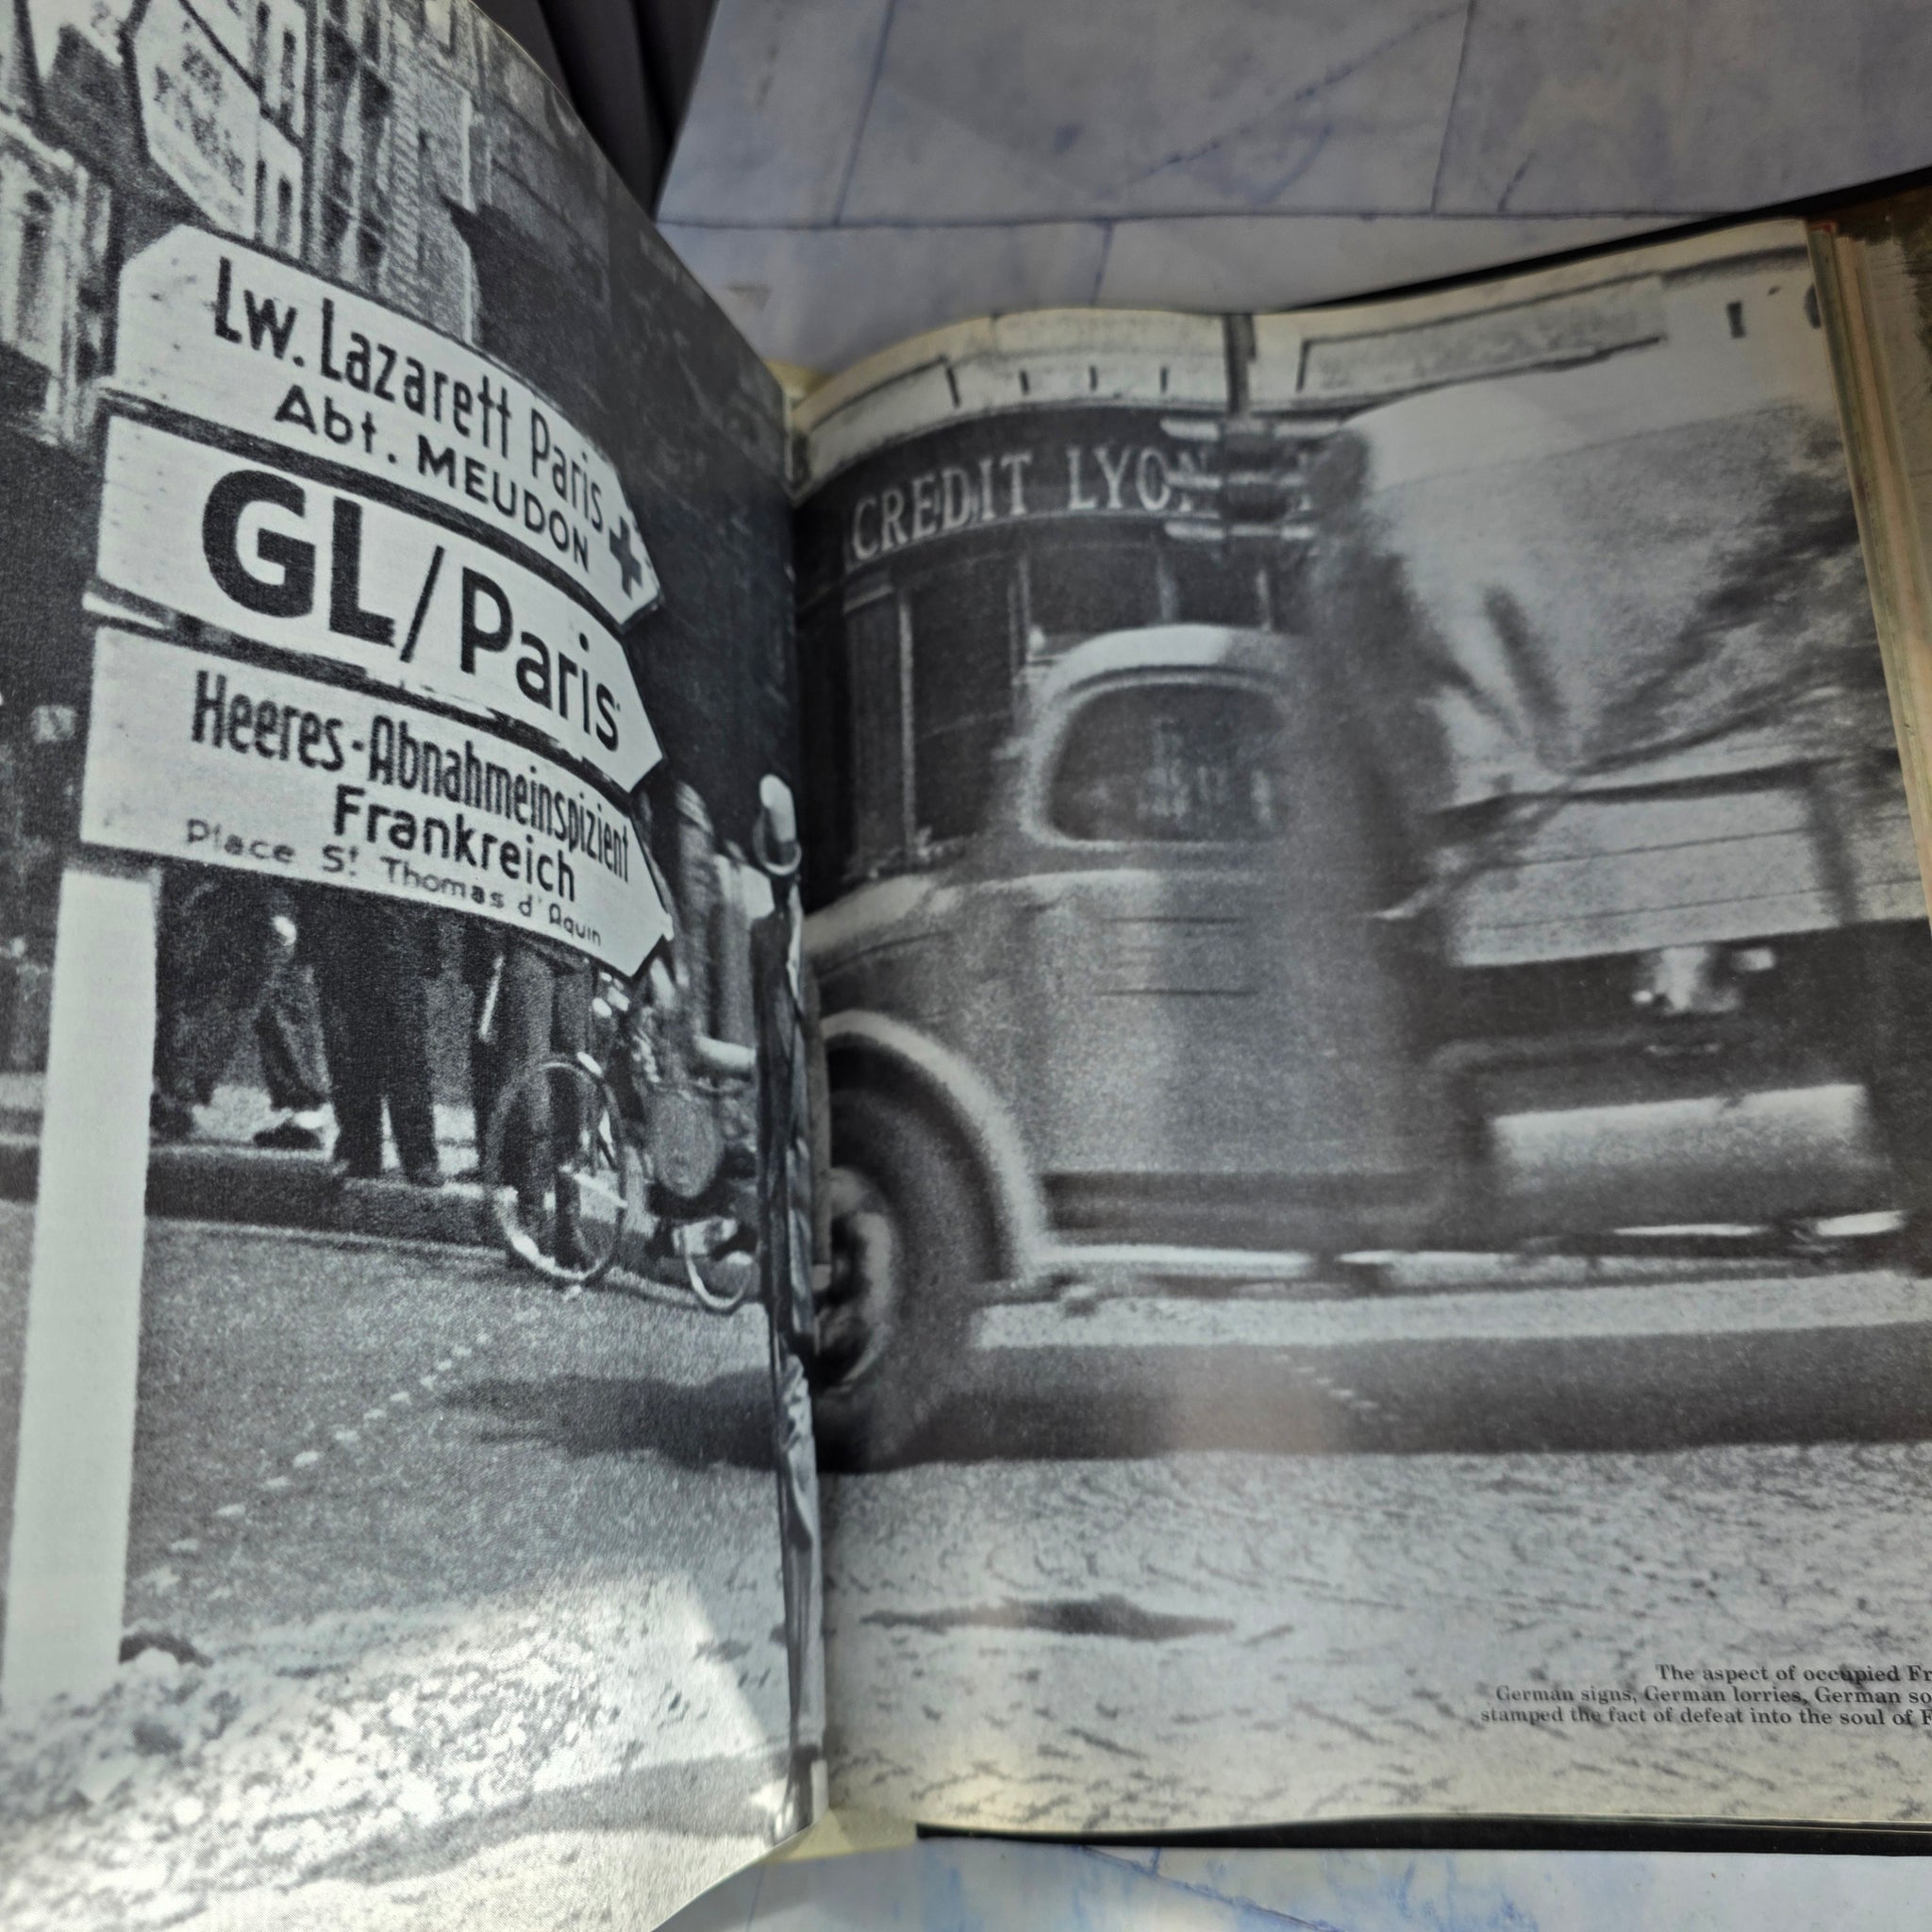 Lw. Lazarett Paris
Abt. MEUDON
GL/Paris
Heeres-Abnahmeinspizient
Frankreich
Place St Thomas d'Aquin
CREDIT LYON
The aspect of occupied
German signs, German lorries, German
stamped the fact of defeat into the soul of